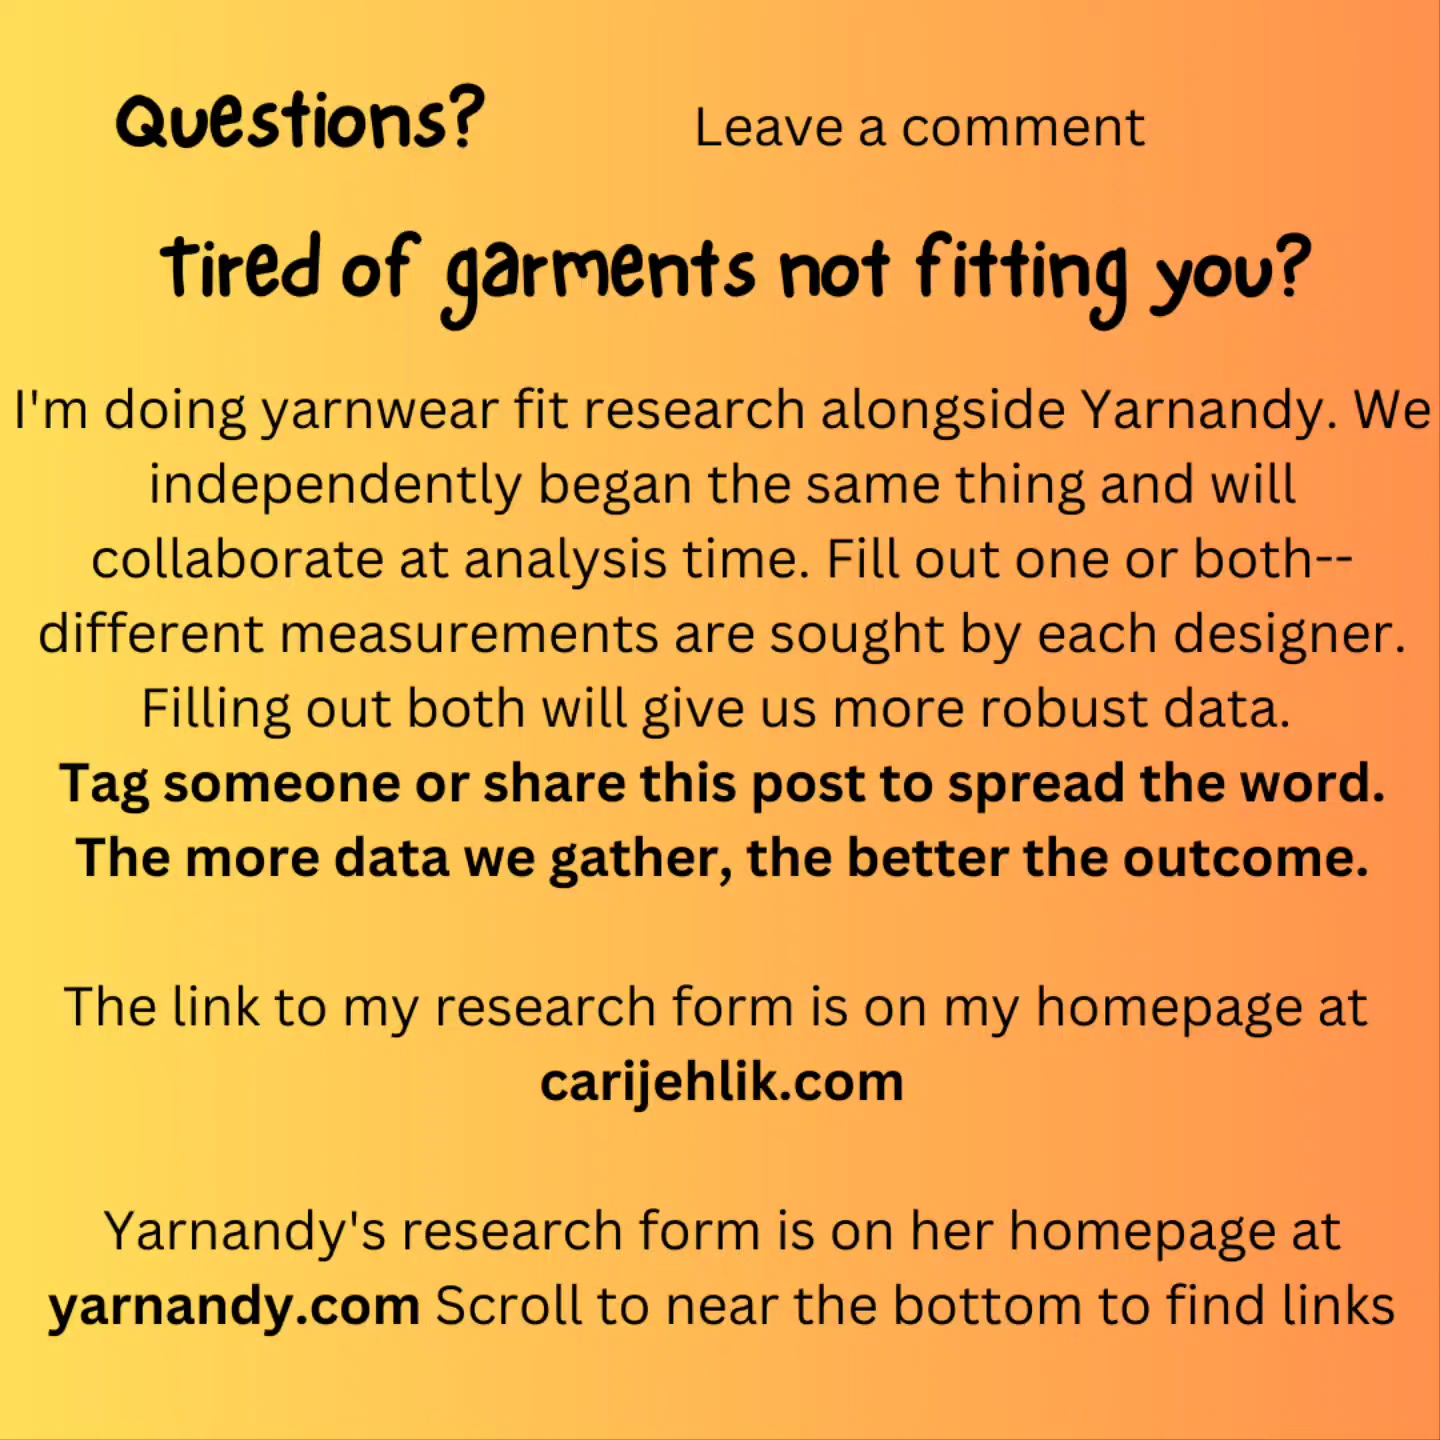 Questions?
Leave a comment
Tired of garments not fitting you?
I'm doing yarnwear fit research alongside Yarnandy. We
independently began the same thing and will
collaborate at analysis time. Fill out one or both--
different measurements are sought by each designer.
Filling out both will give us more robust data.
Tag someone or share this post to spread the word.
The more data we gather, the better the outcome.
The link to my research form is on my homepage at
carijehlik.com
Yarnandy's research form is on her homepage at
yarnandy.com Scroll to near the bottom to find links